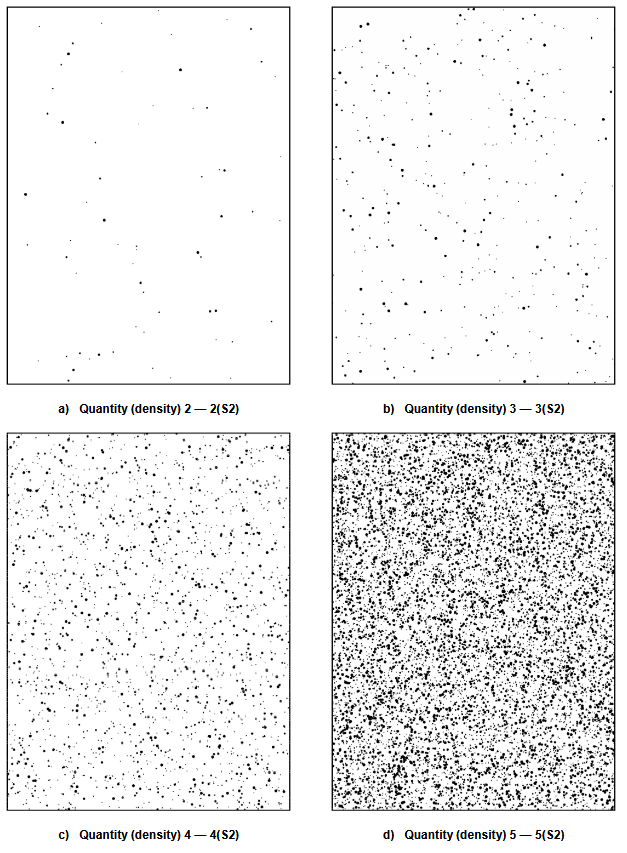 a) Quantity (density) 2 — 2(S2)
b) Quantity (density) 3 — 3(S2)
c) Quantity (density) 4 — 4(S2)
d) Quantity (density) 5 — 5(S2)